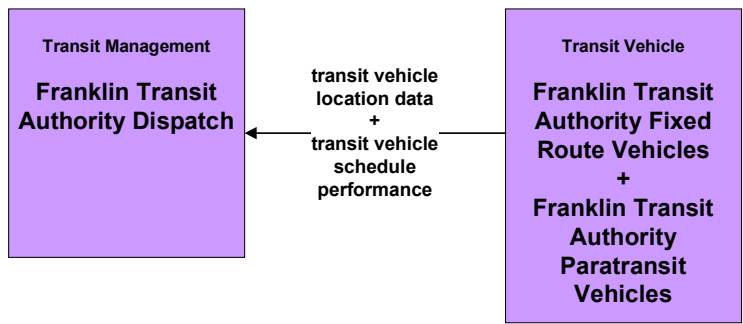 Transit Management
Franklin Transit
Authority Dispatch
transit vehicle
location data
+
transit vehicle
schedule
performance
Transit Vehicle
Franklin Transit
Authority Fixed
Route Vehicles
+
Franklin Transit
Authority
Paratransit
Vehicles